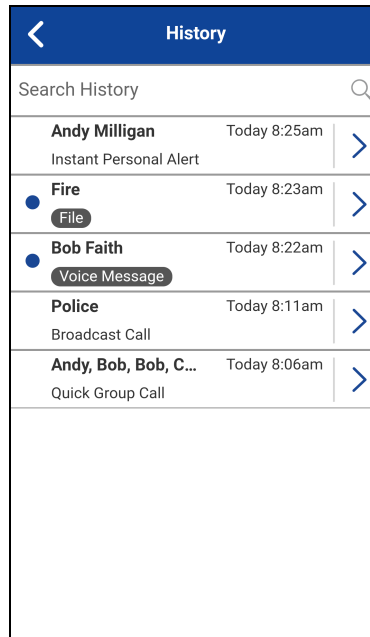 History
Search History
Andy Milligan Today 8:25am
Instant Personal Alert
Fire Today 8:23am
File
Bob Faith Today 8:22am
Voice Message
Police Today 8:11am
Broadcast Call
Andy, Bob, Bob, C... Today 8:06am
Quick Group Call